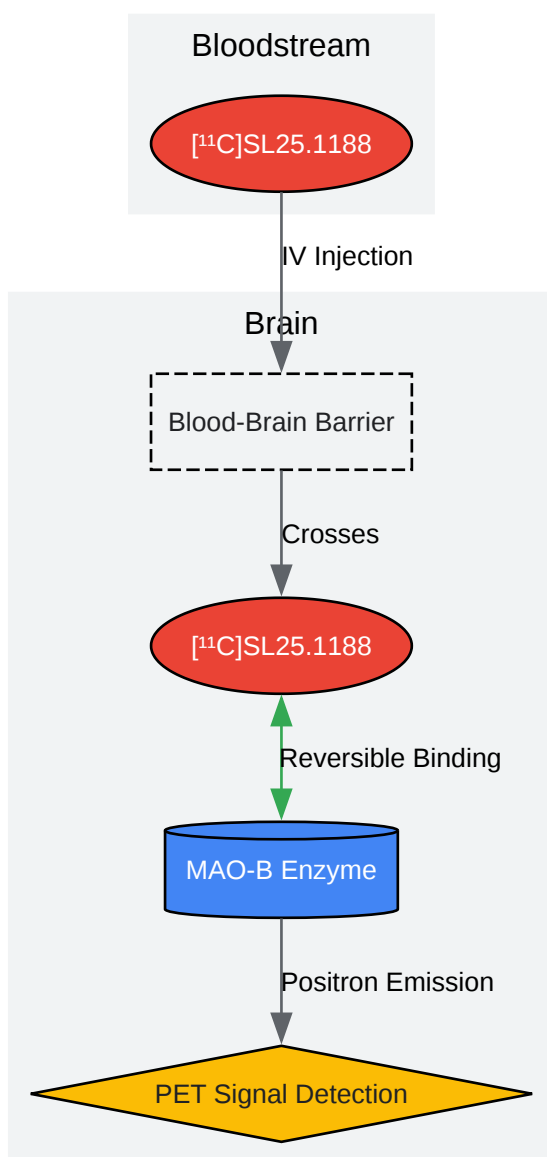 Bloodstream
[¹¹C]SL25.1188
IV Injection
Brain
Blood-Brain Barrier
Crosses
[¹¹C]SL25.1188
Reversible Binding
MAO-B Enzyme
Positron Emission
PET Signal Detection